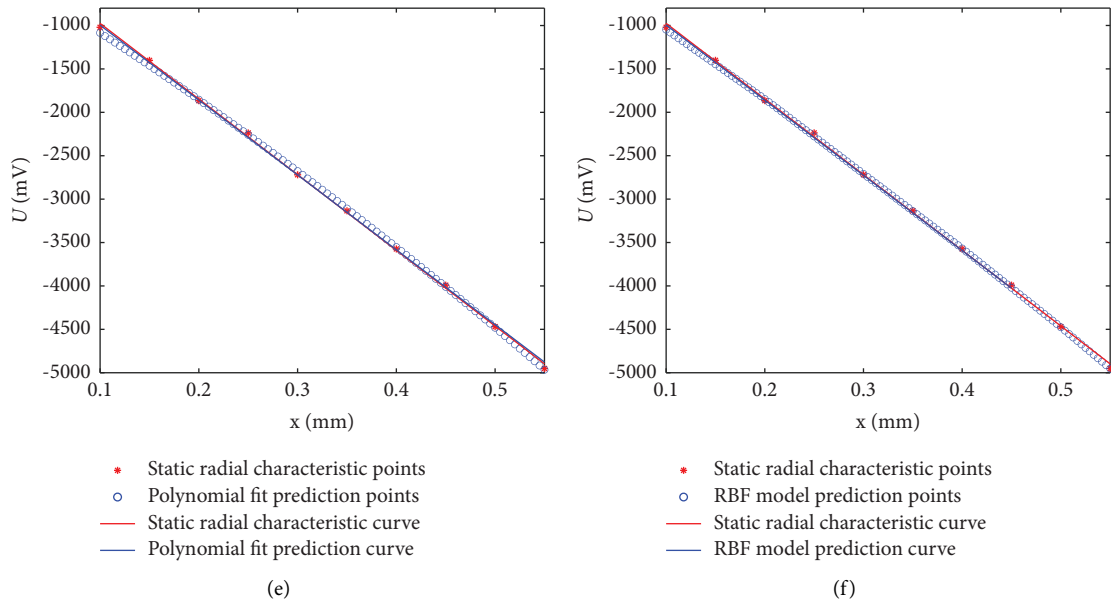 -1000
-1500
-2000
-2500
-3000
-3500
-4000
-4500
-5000
U (mV)
0.1 0.2 0.3 0.4 0.5
x (mm)
Static radial characteristic points
Polynomial fit prediction points
Static radial characteristic curve
Polynomial fit prediction curve
(e)
-1000
-1500
-2000
-2500
-3000
-3500
-4000
-4500
-5000
U (mV)
0.1 0.2 0.3 0.4 0.5
x (mm)
Static radial characteristic points
RBF model prediction points
Static radial characteristic curve
RBF model prediction curve
(f)